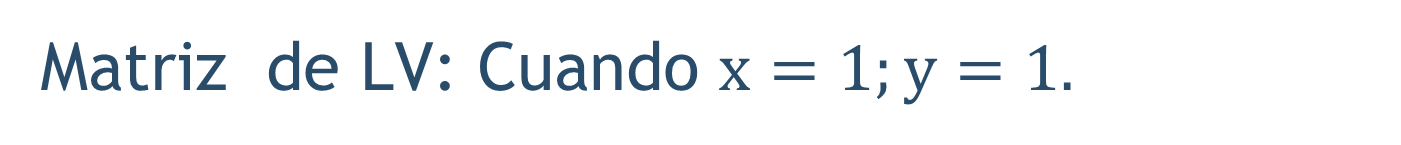 Matriz  de LV: Cuando x = 1; y = 1.